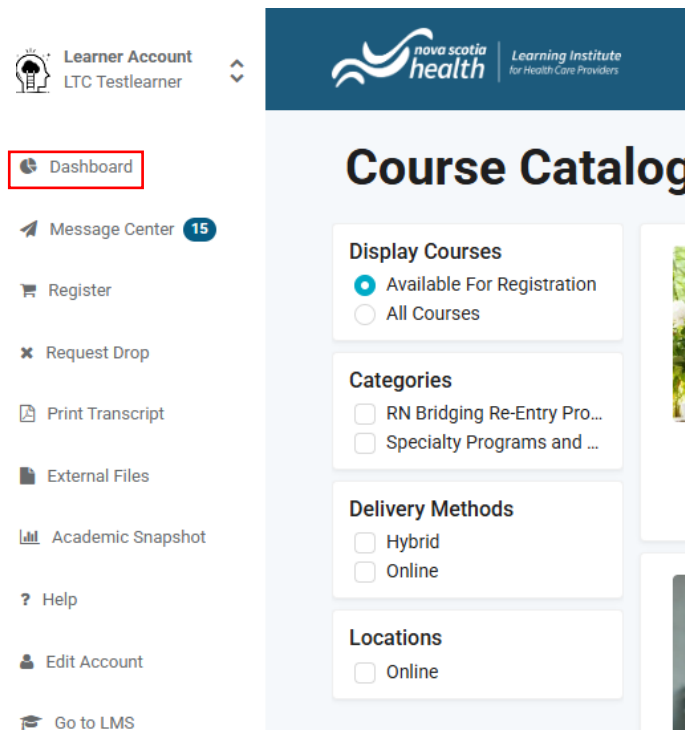 Learner Account
LTC Testlearner
Dashboard
Message Center 15
Register
Request Drop
Print Transcript
External Files
Academic Snapshot
? Help
Edit Account
Go to LMS
nova scotia
health
Learning Institute
for Health Care Providers
Course Catalog
Display Courses
Available For Registration
All Courses
Categories
RN Bridging Re-Entry Pro...
Specialty Programs and ...
Delivery Methods
Hybrid
Online
Locations
Online